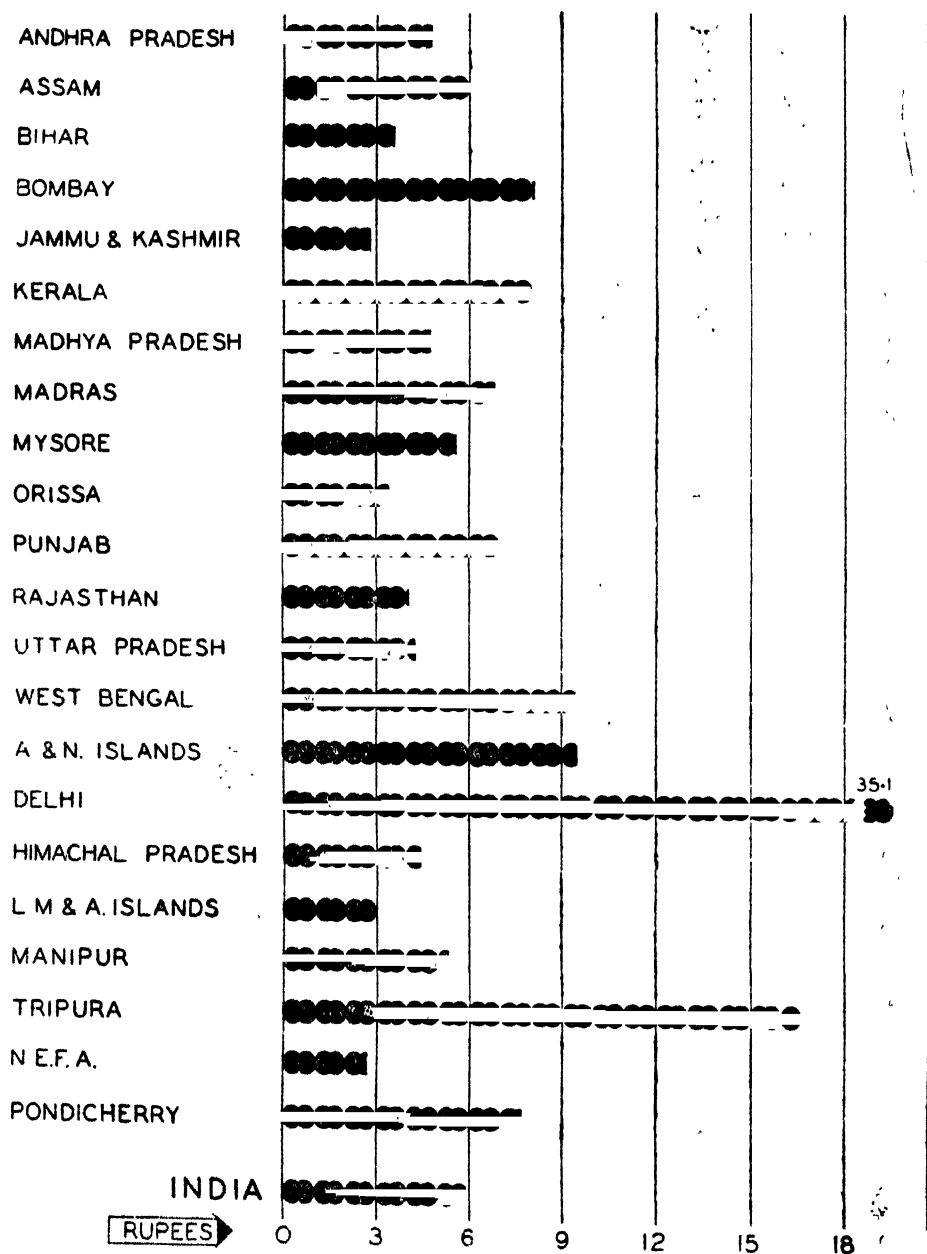 ANDHRA PRADESH
ASSAM
BIHAR
BOMBAY
JAMMU & KASHMIR
KERALA
MADHYA PRADESH
MADRAS
MYSORE
ORISSA
PUNJAB
RAJASTHAN
UTTAR PRADESH
WEST BENGAL
A & N. ISLANDS
35.1
DELHI
HIMACHAL PRADESH
L M & A. ISLANDS
MANIPUR
TRIPURA
N E.F. A.
PONDICHERRY
INDIA
RUPEES 0 3 6 9 12 15 18